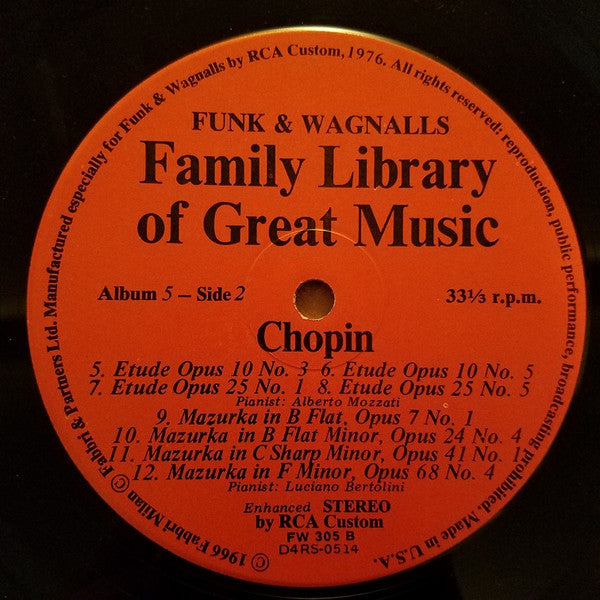 © 1966 Fabbri Milan © Fabbri & Partners Ltd. Manufactured especially for Funk & Wagnalls by RCA Custom, 1976. All rights reserved: reproduction, public performance, broadcasting prohibited. Made in U.S.A.
FUNK & WAGNALLS
Family Library
of Great Music
Album 5 – Side 2 33⅓ r.p.m.
Chopin
5. Etude Opus 10 No. 3 6. Etude Opus 10 No. 5
7. Etude Opus 25 No. 1 8. Etude Opus 25 No. 5
Pianist: Alberto Mozzati
9. Mazurka in B Flat, Opus 7 No. 1
10. Mazurka in B Flat Minor, Opus 24 No. 4
11. Mazurka in C Sharp Minor, Opus 41 No. 1
12. Mazurka in F Minor, Opus 68 No. 4
Pianist: Luciano Bertolini
Enhanced STEREO
by RCA Custom
FW 305 B
D4RS-0514